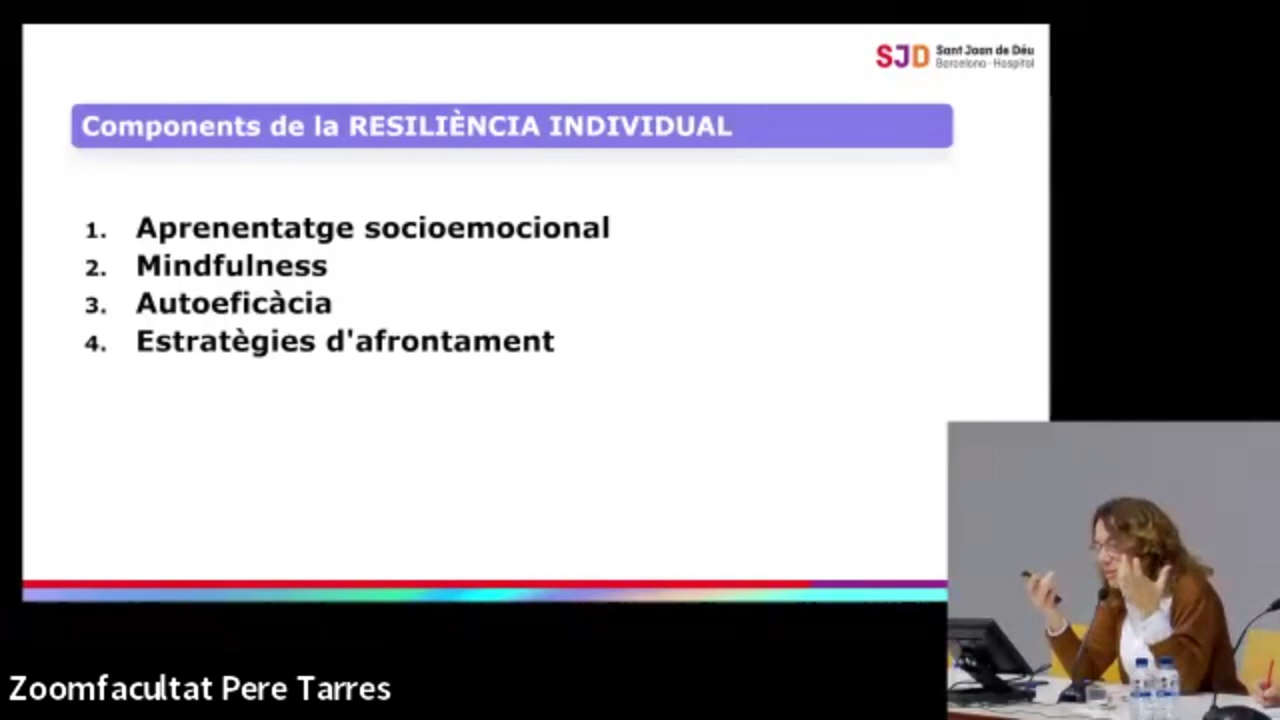 SJD Sant Joan de Déu
Barcelona · Hospital
Components de la RESILIÈNCIA INDIVIDUAL
1. Aprenentatge socioemocional
2. Mindfulness
3. Autoeficàcia
4. Estratègies d'afrontament
Zoomfacultat Pere Tarres